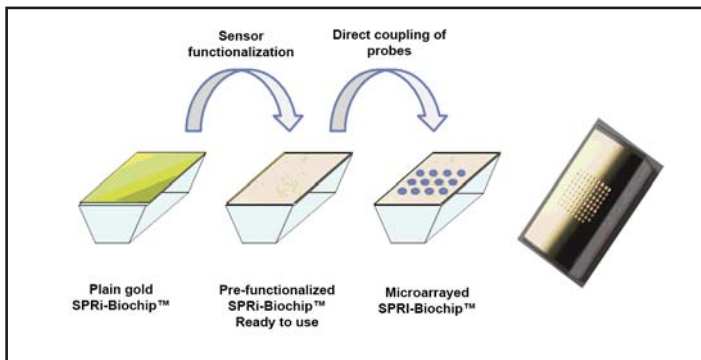 Sensor
functionalization
Direct coupling of
probes
Plain gold
SPRi-Biochip™
Pre-functionalized
SPRi-Biochip™
Ready to use
Microarrayed
SPRI-Biochip™